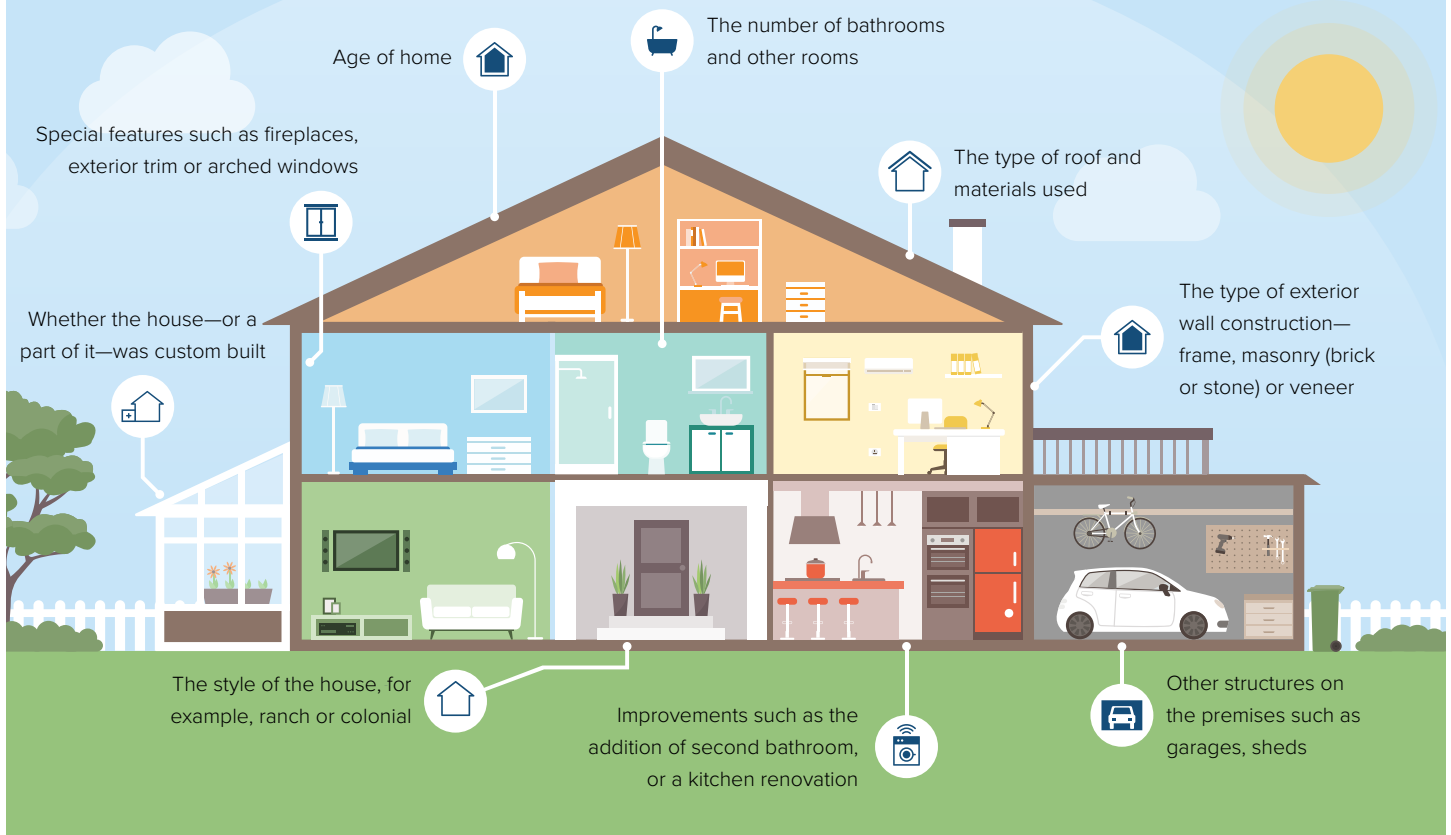 Age of home
The number of bathrooms
and other rooms
Special features such as fireplaces,
exterior trim or arched windows
The type of roof and
materials used
Whether the house—or a
part of it—was custom built
The type of exterior
wall construction—
frame, masonry (brick
or stone) or veneer
The style of the house, for
example, ranch or colonial
Improvements such as the
addition of second bathroom,
or a kitchen renovation
Other structures on
the premises such as
garages, sheds